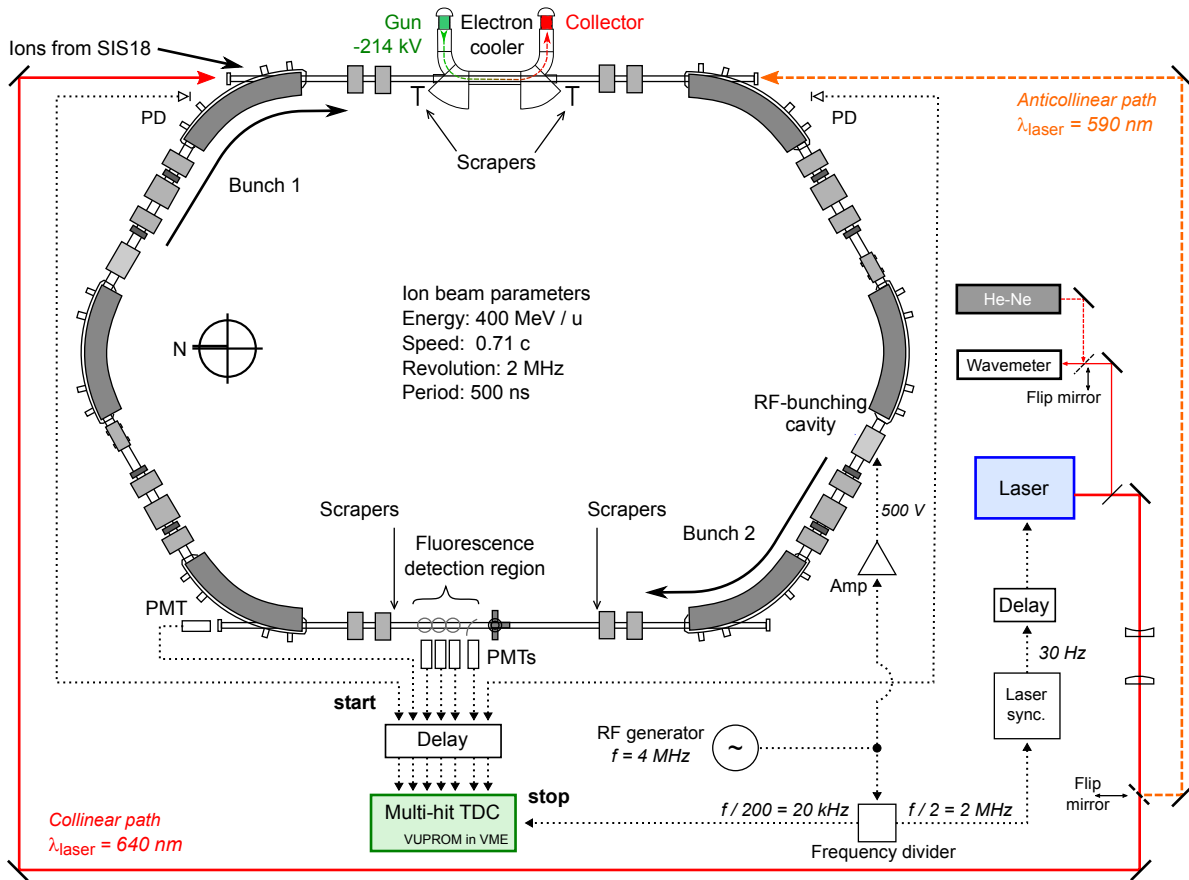 Gun
-214 kV
Electron
cooler
Collector
Ions from SIS18
PD
Scrapers
PD
Anticollinear path
λlaser = 590 nm
Bunch 1
Ion beam parameters
Energy: 400 MeV / u
Speed: 0.71 c
Revolution: 2 MHz
Period: 500 ns
N
He-Ne
Wavemeter
Flip mirror
RF-bunching
cavity
Laser
500 V
Scrapers
Scrapers
Bunch 2
Fluorescence
detection region
Amp
PMT
PMTs
Delay
30 Hz
start
Laser
sync.
Delay
RF generator
f = 4 MHz
~
Multi-hit TDC
VUPROM in VME
stop
f / 200 = 20 kHz
f / 2 = 2 MHz
Flip
mirror
Frequency divider
Collinear path
λlaser = 640 nm